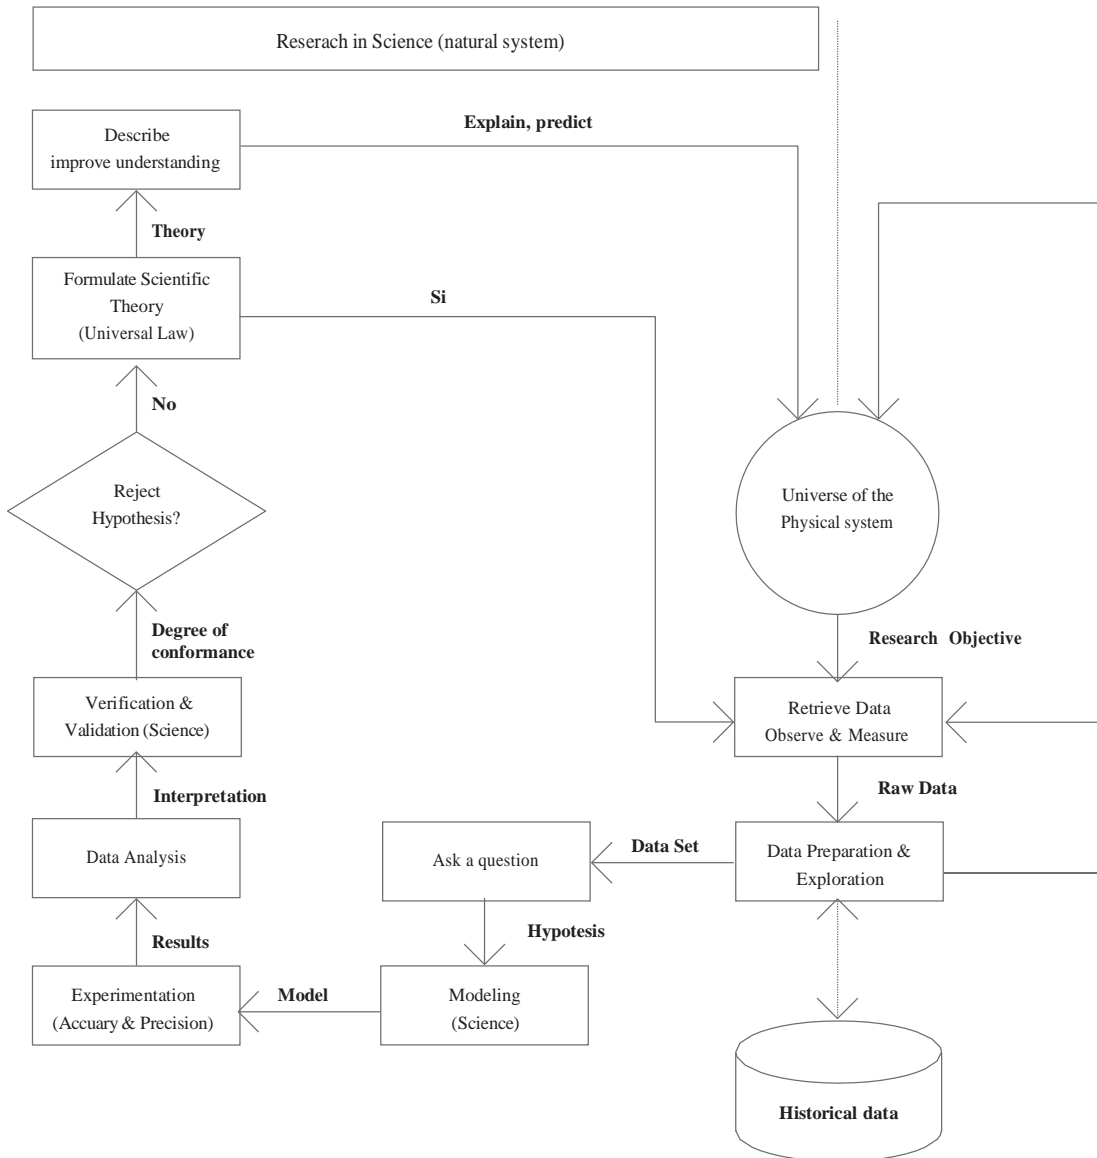 Reserach in Science (natural system)
Describe
improve understanding
Explain, predict
Theory
Formulate Scientific
Theory
(Universal Law)
Si
No
Reject
Hypothesis?
Universe of the
Physical system
Degree of
conformance
Research Objective
Verification &
Validation (Science)
Retrieve Data
Observe & Measure
Interpretation
Raw Data
Data Analysis
Ask a question
Data Set
Data Preparation &
Exploration
Results
Hypotesis
Experimentation
(Accuary & Precision)
Model
Modeling
(Science)
Historical data